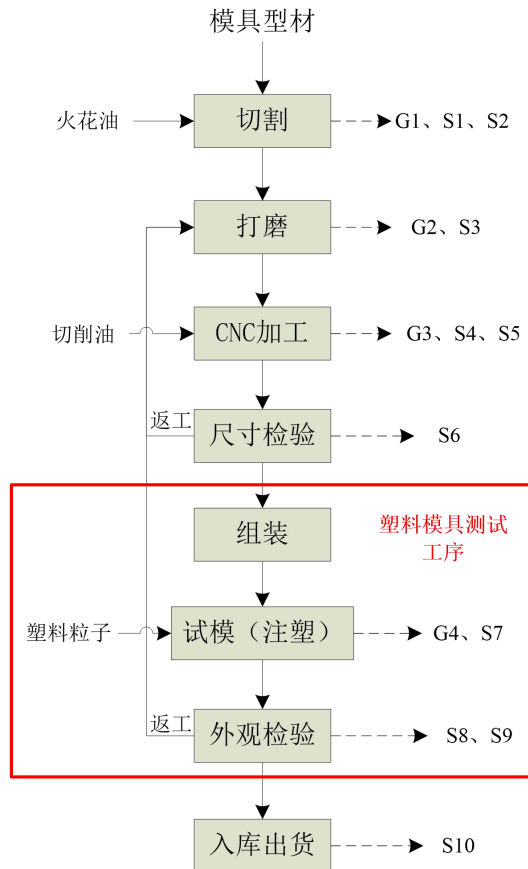 模具型材
火花油
切割
G1、S1、S2
打磨
G2、S3
切削油
CNC加工
G3、S4、S5
返工
尺寸检验
S6
组装
塑料模具测试
工序
塑料粒子
试模（注塑）
G4、S7
返工
外观检验
S8、S9
入库出货
S10